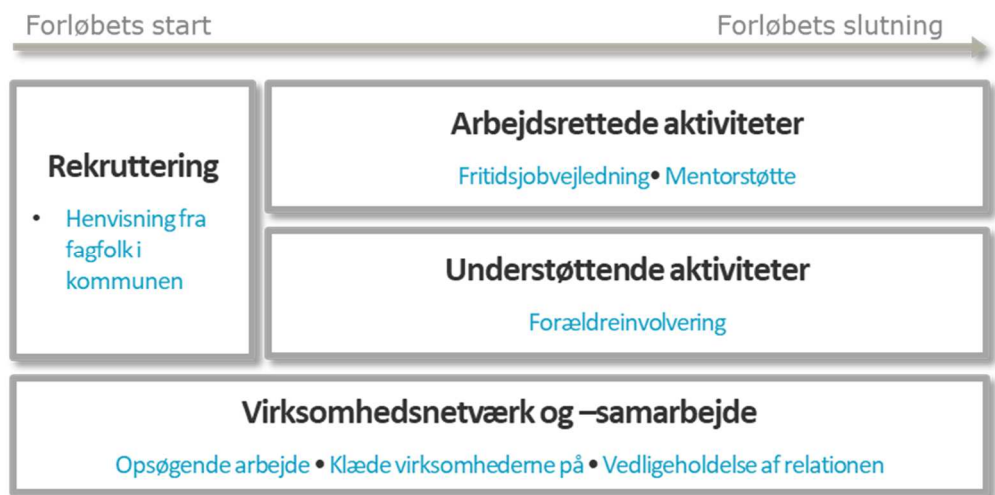 Forløbets start
Forløbets slutning
Rekruttering
• Henvisning fra
fagfolk i
kommunen
Arbejdsrettede aktiviteter
Fritidsjobvejledning• Mentorstøtte
Understøttende aktiviteter
Forældreinvolvering
Virksomhedsnetværk og –samarbejde
Opsøgende arbejde • Klæde virksomhederne på • Vedligeholdelse af relationen